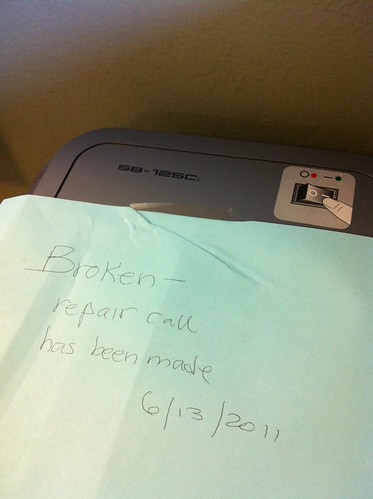 SB-125Ci
Broken-
repair call
has been made
6/13/2011